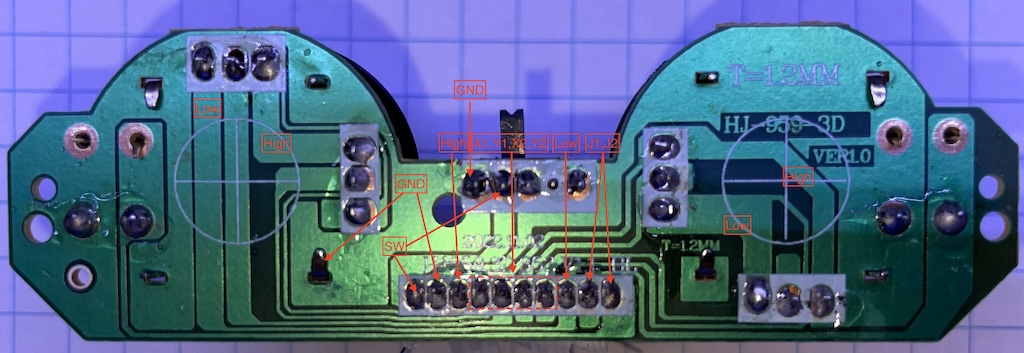 T=1.2MM
GND
Low
HJ-959-3D
High
High X1, Y1, X2, Y2 Low J1,J2
VER1.0
High
GND
Low
SW
T=1.2MM